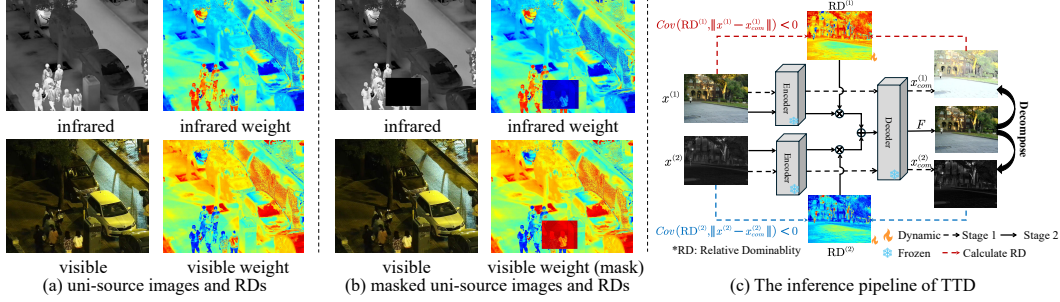 infrared
infrared weight
visible
visible weight
(a) uni-source images and RDs
infrared
infrared weight
visible
visible weight (mask)
(b) masked uni-source images and RDs
RD(1)
Cov(RD(1), ‖x(1) − x(1)com‖) < 0
x(1)
Encoder
x(1)com
x(2)
Encoder
Decoder
F
x(2)com
Decompose
Cov(RD(2), ‖x(2) − x(2)com‖) < 0
*RD: Relative Dominablity
RD(2)
Dynamic
Stage 1
Stage 2
Frozen
Calculate RD
(c) The inference pipeline of TTD